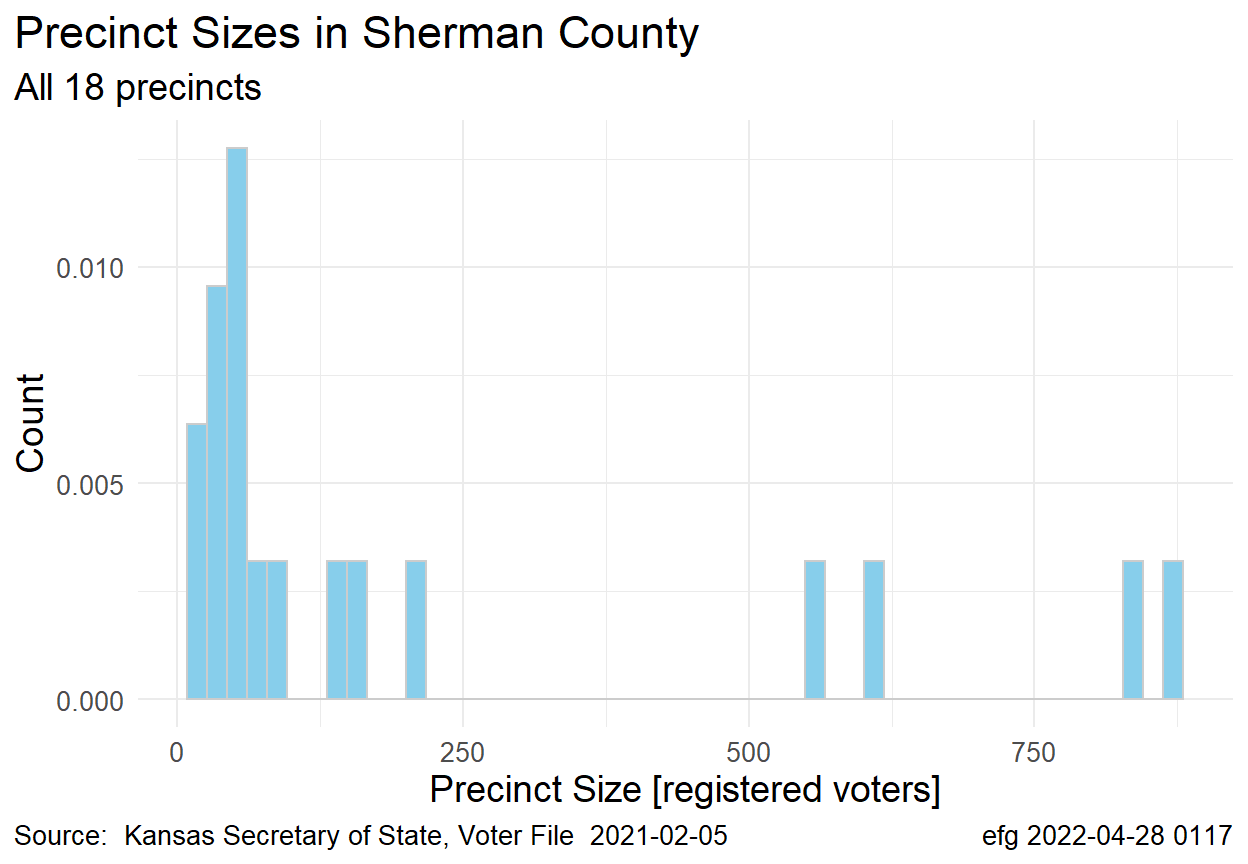 Precinct Sizes in Sherman County
All 18 precincts
Count
0.010
0.005
0.000
0 250 500 750
Precinct Size [registered voters]
Source:  Kansas Secretary of State, Voter File  2021-02-05
efg 2022-04-28 0117